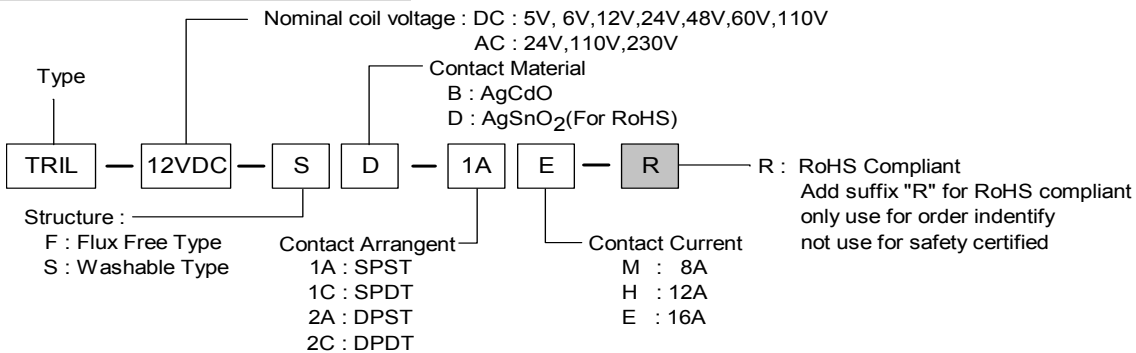 Nominal coil voltage : DC : 5V, 6V,12V,24V,48V,60V,110V
AC : 24V,110V,230V
Type
Contact Material
B : AgCdO
D : AgSnO2(For RoHS)
TRIL — 12VDC — S D — 1A E — R
R : RoHS Compliant
Add suffix "R" for RoHS compliant
only use for order indentify
not use for safety certified
Structure :
F : Flux Free Type
S : Washable Type
Contact Arrangent
1A : SPST
1C : SPDT
2A : DPST
2C : DPDT
Contact Current
M : 8A
H : 12A
E : 16A